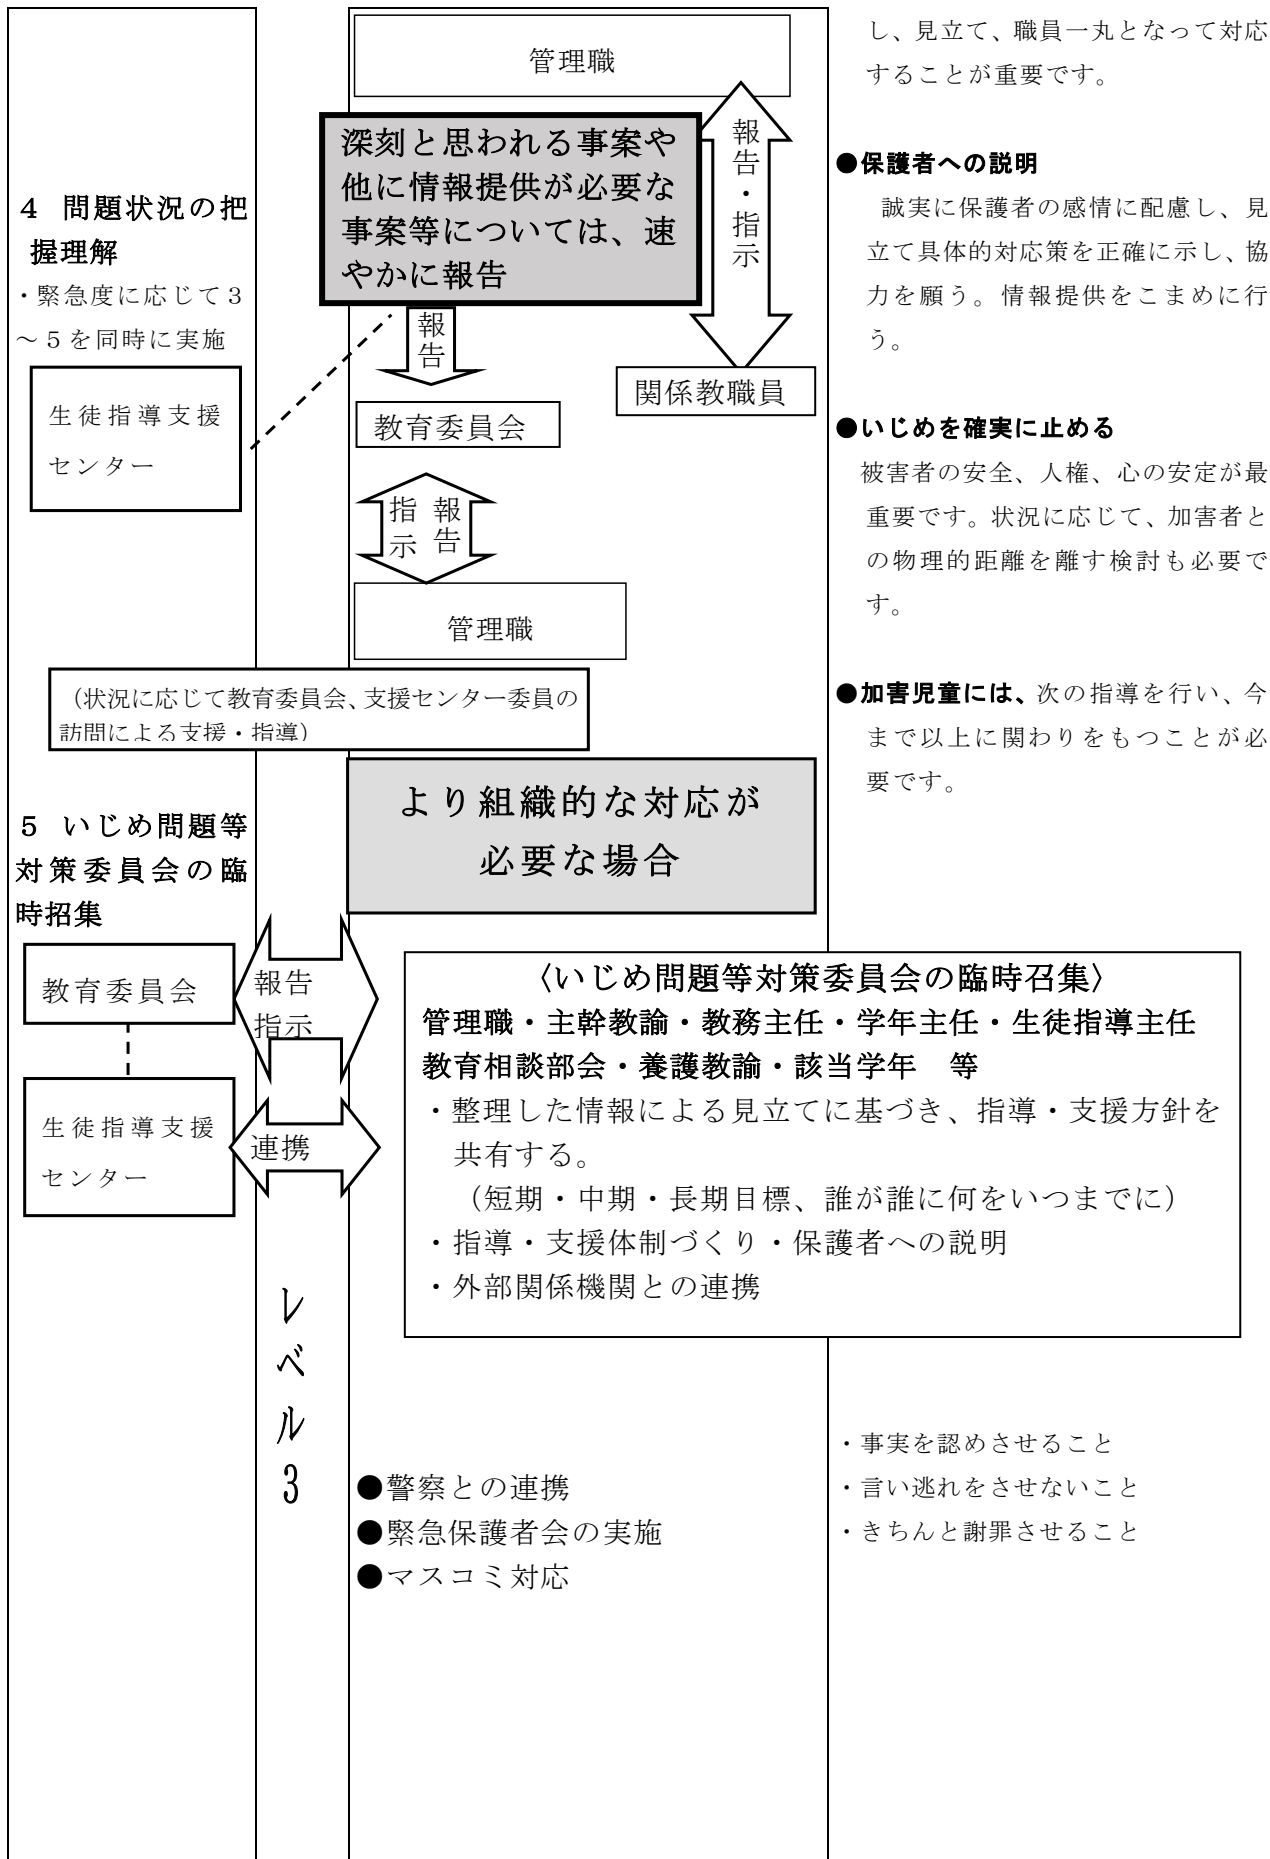 4 問題状況の把
握理解
・緊急度に応じて3
～5を同時に実施
生徒指導支援
センター
管理職
深刻と思われる事案や
他に情報提供が必要な
事案等については、速
やかに報告
報告・指示
報告
教育委員会
関係教職員
指示
報告
管理職
（状況に応じて教育委員会、支援センター委員の
訪問による支援・指導）
より組織的な対応が
必要な場合
5 いじめ問題等
対策委員会の臨
時招集
教育委員会
報告
指示
生徒指導支援
センター
連携
〈いじめ問題等対策委員会の臨時召集〉
管理職・主幹教諭・教務主任・学年主任・生徒指導主任
教育相談部会・養護教諭・該当学年　等
・整理した情報による見立てに基づき、指導・支援方針を
共有する。
（短期・中期・長期目標、誰が誰に何をいつまでに）
・指導・支援体制づくり・保護者への説明
・外部関係機関との連携
レベル3
●警察との連携
●緊急保護者会の実施
●マスコミ対応
し、見立て、職員一丸となって対応
することが重要です。
●保護者への説明
誠実に保護者の感情に配慮し、見
立て具体的対応策を正確に示し、協
力を願う。情報提供をこまめに行
う。
●いじめを確実に止める
被害者の安全、人権、心の安定が最
重要です。状況に応じて、加害者と
の物理的距離を離す検討も必要で
す。
●加害児童には、次の指導を行い、今
まで以上に関わりをもつことが必
要です。
・事実を認めさせること
・言い逃れをさせないこと
・きちんと謝罪させること